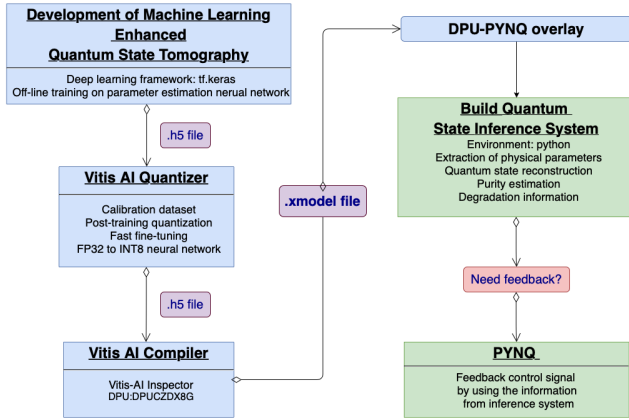 Development of Machine Learning
Enhanced
Quantum State Tomography
Deep learning framework: tf.keras
Off-line training on parameter estimation nerual network
.h5 file
Vitis AI Quantizer
Calibration dataset
Post-training quantization
Fast fine-tuning
FP32 to INT8 neural network
.h5 file
Vitis AI Compiler
Vitis-AI Inspector
DPU:DPUCZDX8G
.xmodel file
DPU-PYNQ overlay
Build Quantum
State Inference System
Environment: python
Extraction of physical parameters
Quantum state reconstruction
Purity estimation
Degradation information
Need feedback?
PYNQ
Feedback control signal
by using the information
from inference system